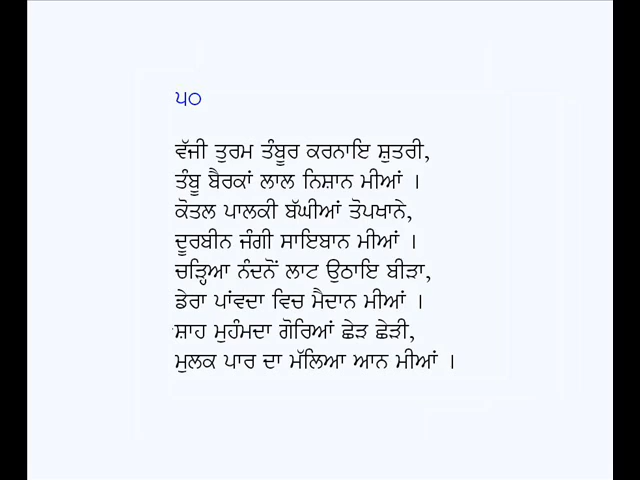 ੫੦
ਵੱਜੀ ਤੁਰਮ ਤੰਬੂਰ ਕਰਨਾਇ ਸ਼ੁਤਰੀ,
ਤੰਬੂ ਬੈਰਕਾਂ ਲਾਲ ਨਿਸ਼ਾਨ ਮੀਆਂ ।
ਕੋਤਲ ਪਾਲਕੀ ਬੱਘੀਆਂ ਤੋਪਖਾਨੇ,
ਦੂਰਬੀਨ ਜੰਗੀ ਸਾਇਬਾਨ ਮੀਆਂ ।
ਚੜ੍ਹਿਆ ਨੰਦਨੋਂ ਲਾਟ ਉਠਾਇ ਬੀੜਾ,
ਡੇਰਾ ਪਾਂਵਦਾ ਵਿਚ ਮੈਦਾਨ ਮੀਆਂ ।
ਸ਼ਾਹ ਮੁਹੰਮਦਾ ਗੋਰਿਆਂ ਛੇੜ ਛੇੜੀ,
ਮੁਲਕ ਪਾਰ ਦਾ ਮੱਲਿਆ ਆਨ ਮੀਆਂ ।